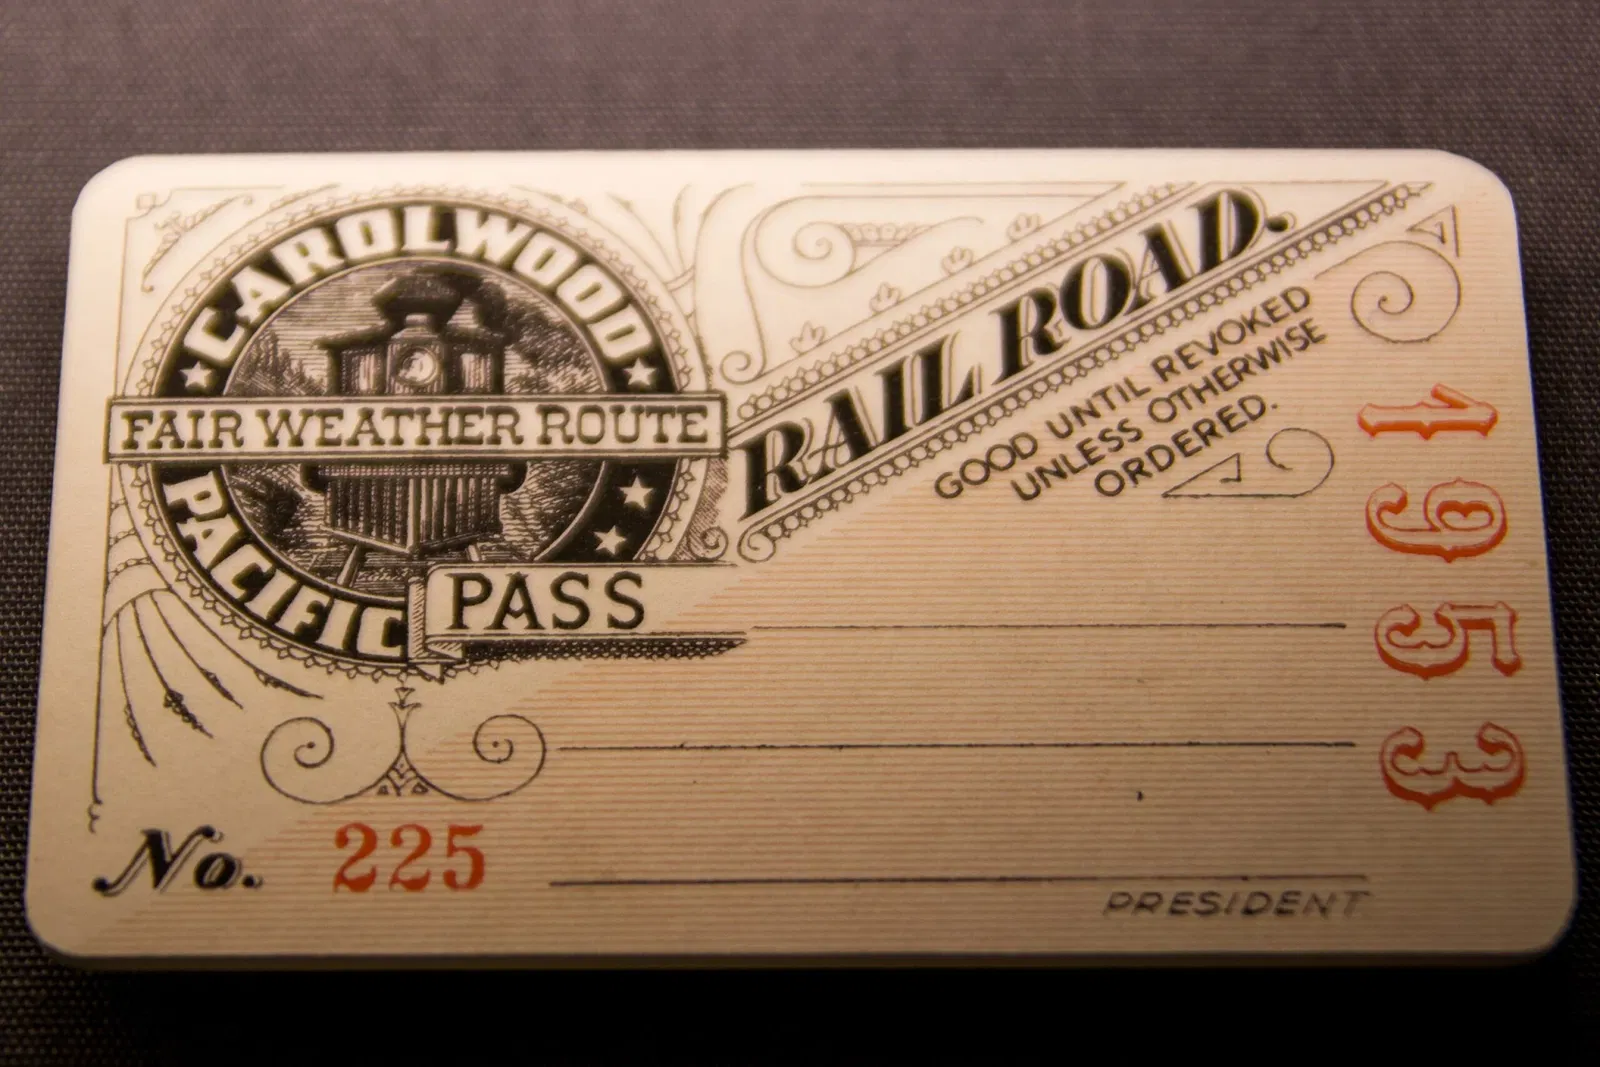 CAROLWOOD
FAIR WEATHER ROUTE
PACIFIC
RAIL ROAD.
GOOD UNTIL REVOKED
UNLESS OTHERWISE
ORDERED.
PASS
No. 225
PRESIDENT
1953